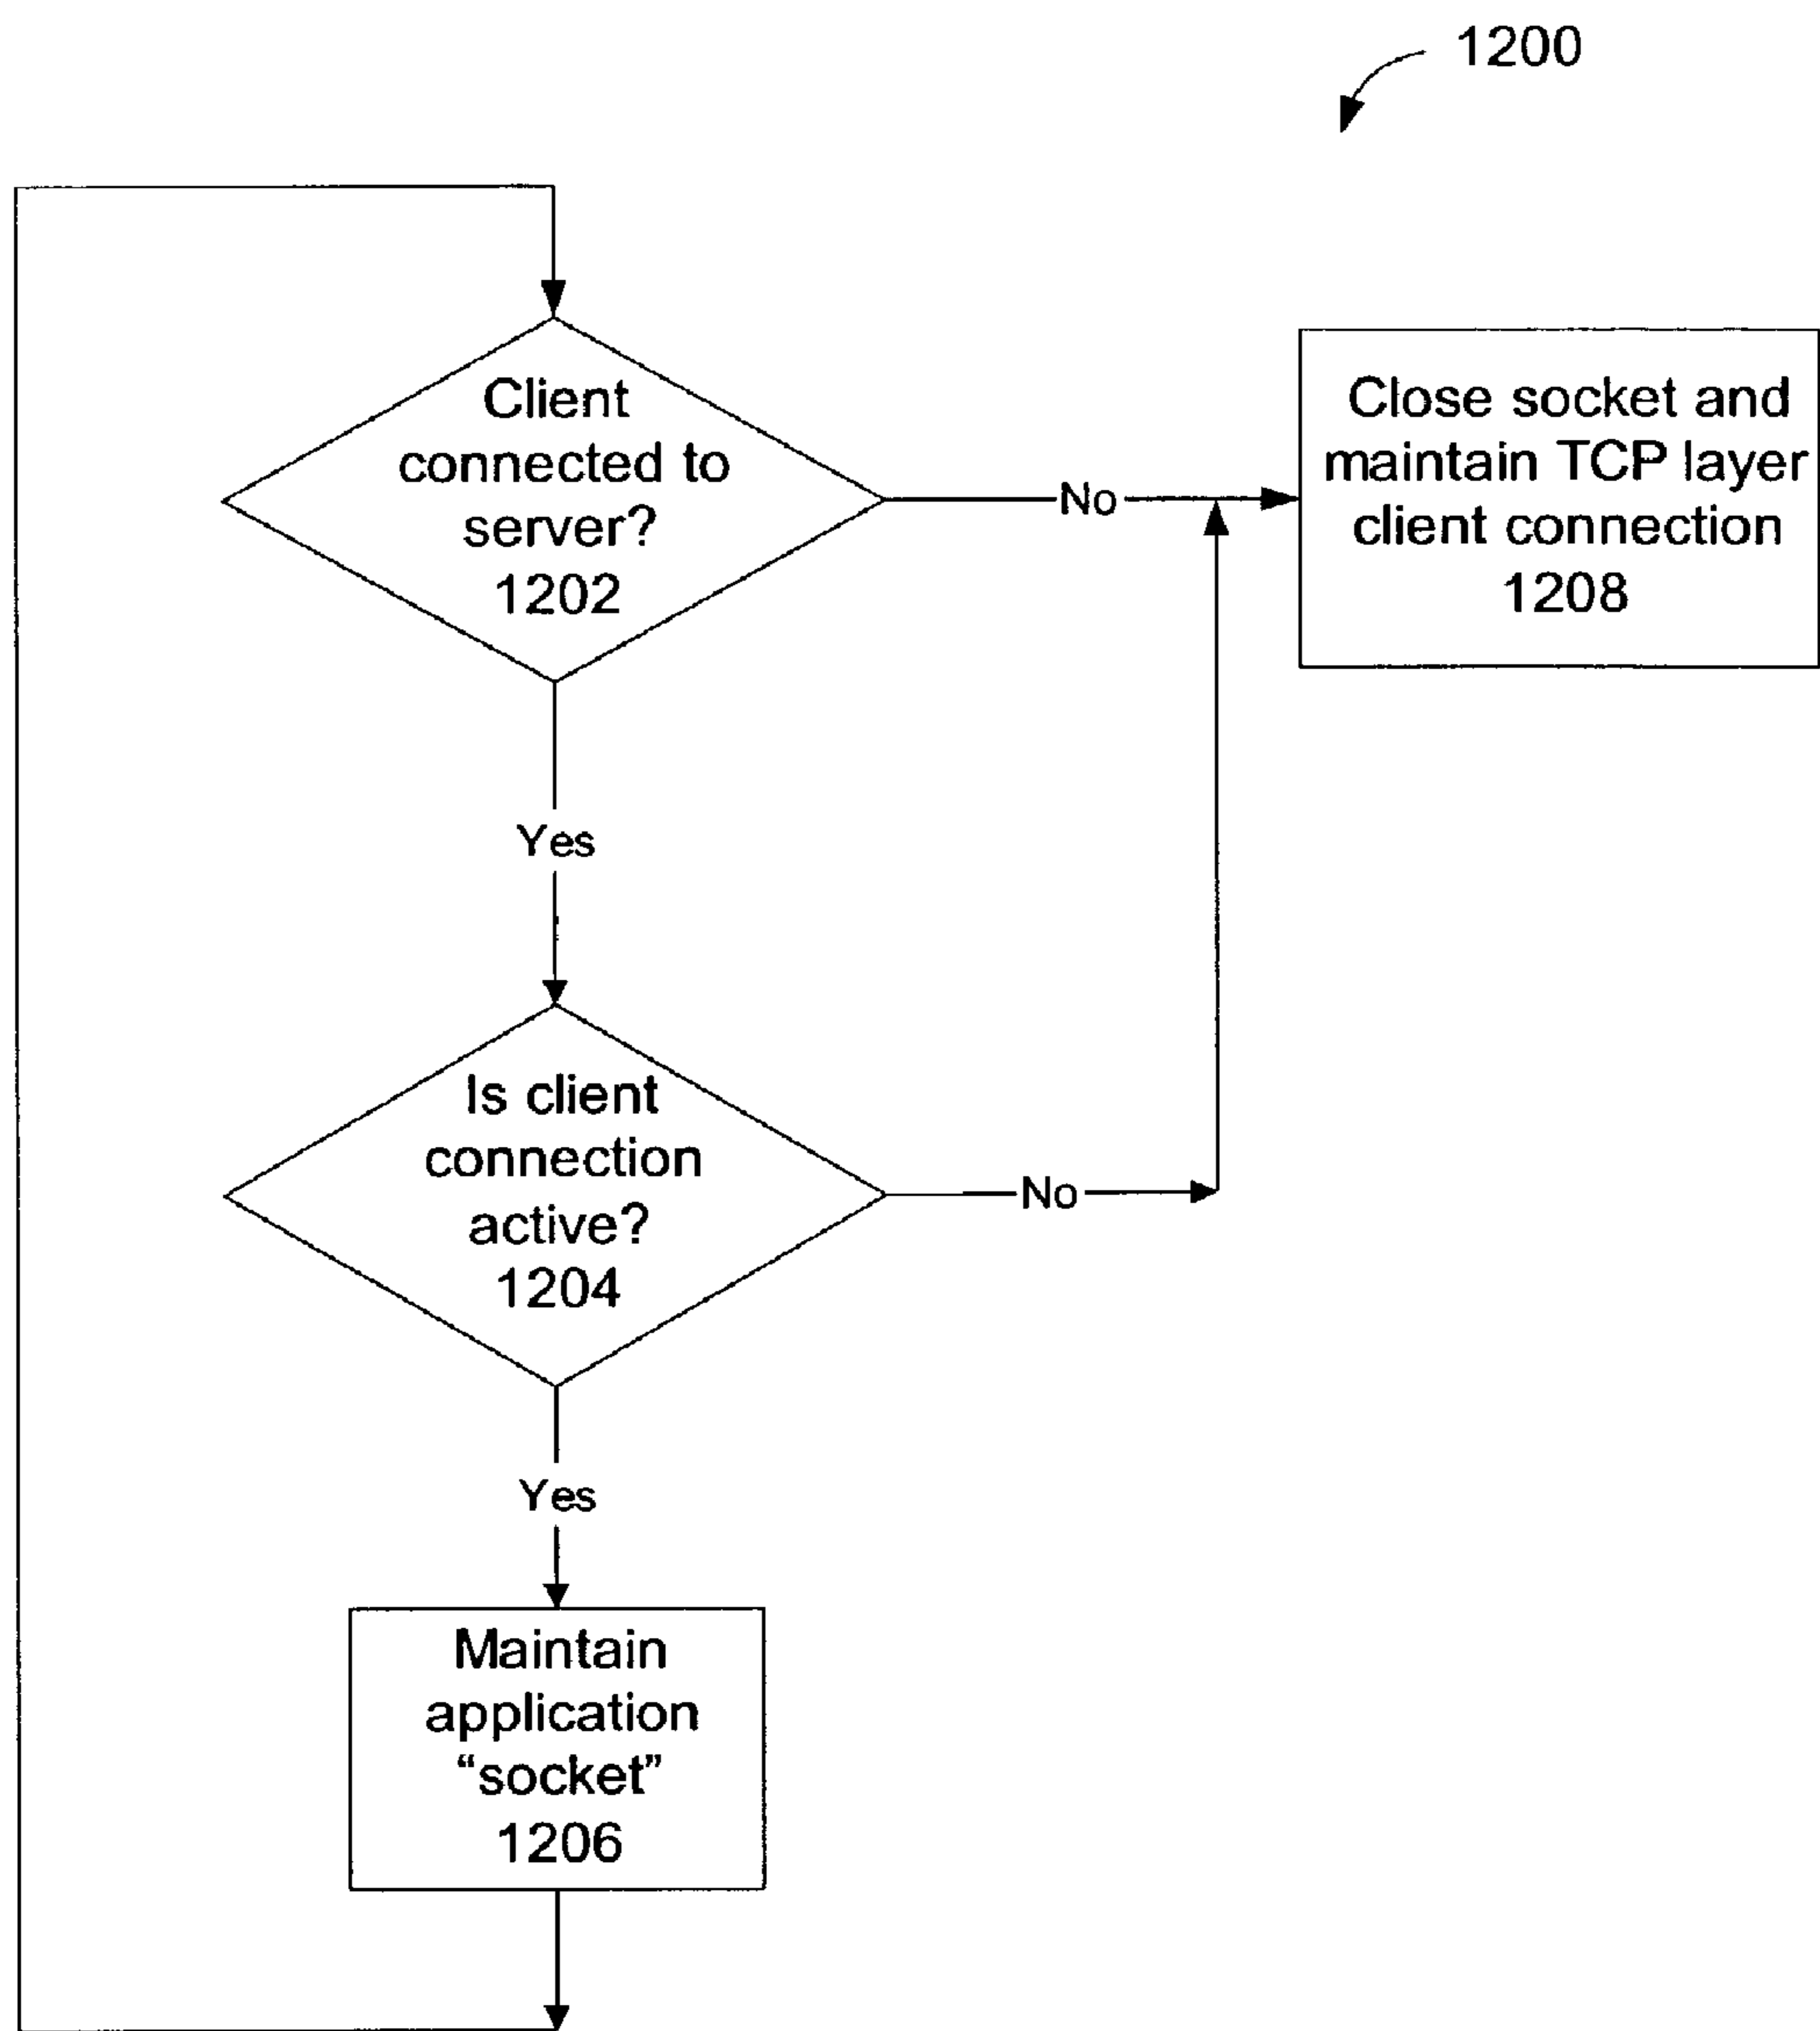 1200
Client
connected to
server?
1202
No
Close socket and
maintain TCP layer
client connection
1208
Yes
Is client
connection
active?
1204
No
Yes
Maintain
application
“socket”
1206